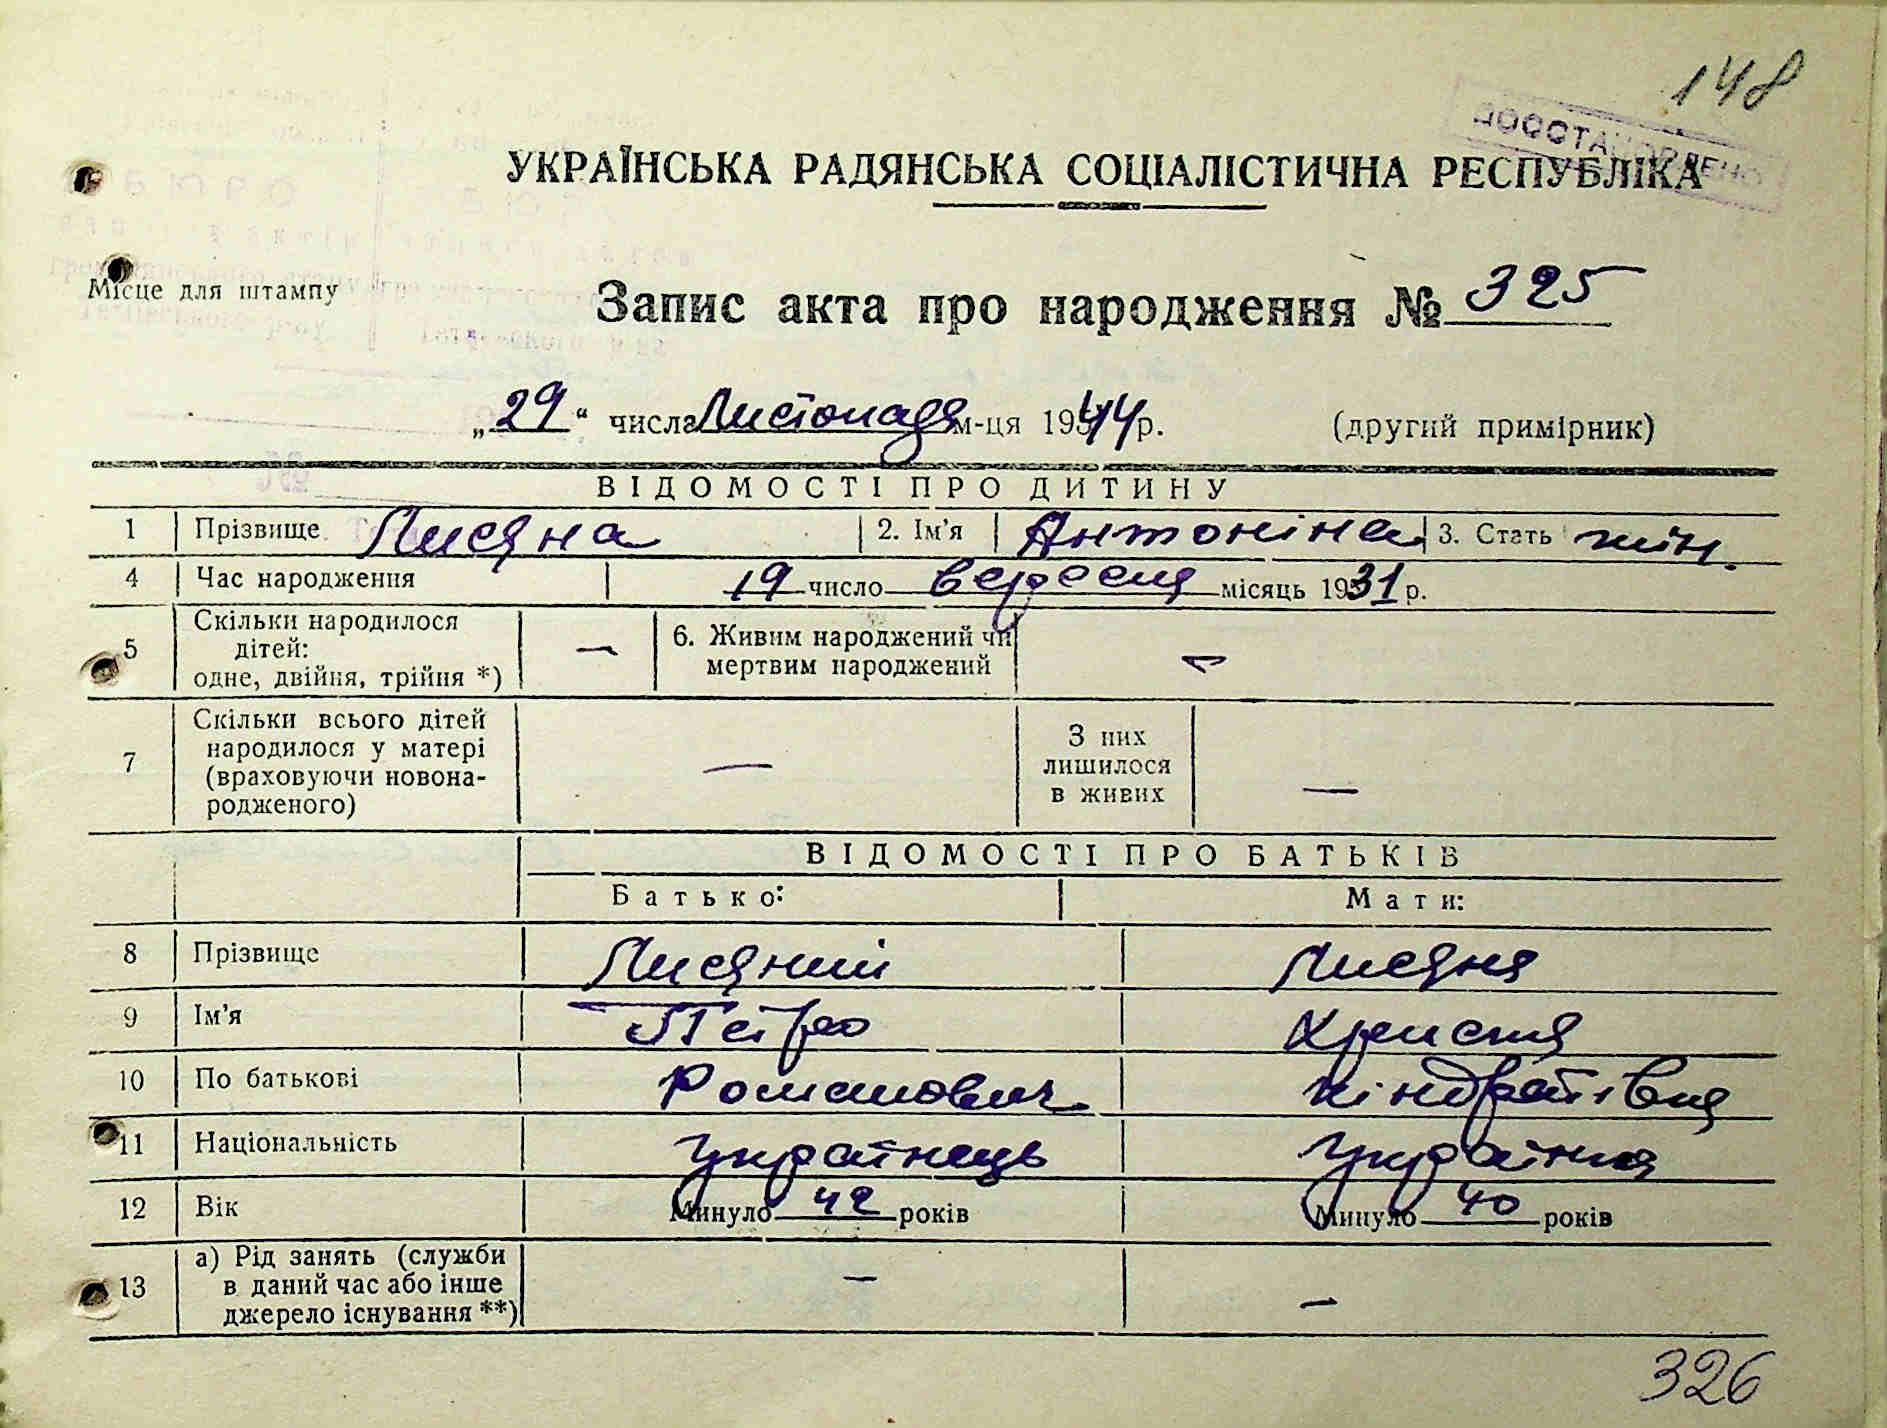 148
ВОССТАНОВЛЕНО
УКРАЇНСЬКА РАДЯНСЬКА СОЦІАЛІСТИЧНА РЕСПУБЛІКА
Місце для штампу
Запис акта про народження № 325
„29“ числа Листопада м-ця 1944 р. (другий примірник)
ВІДОМОСТІ ПРО ДИТИНУ
1 Прізвище Лисяна 2. Ім'я Антоніна 3. Стать жін.
4 Час народження 19 число вересня місяць 1931 р.
5 Скільки народилося дітей: одне, двійня, трійня *) — 6. Живим народжений чи мертвим народжений —
7 Скільки всього дітей народилося у матері (враховуючи новонародженого) — З них лишилося в живих —
ВІДОМОСТІ ПРО БАТЬКІВ
Батько: Мати:
8 Прізвище Лисяний Лисяна
9 Ім'я Петро Христя
10 По батькові Романович Кіндратівна
11 Національність Українець Українка
12 Вік Минуло 42 років Минуло 40 років
13 а) Рід занять (служби в даний час або інше джерело існування **) — —
326